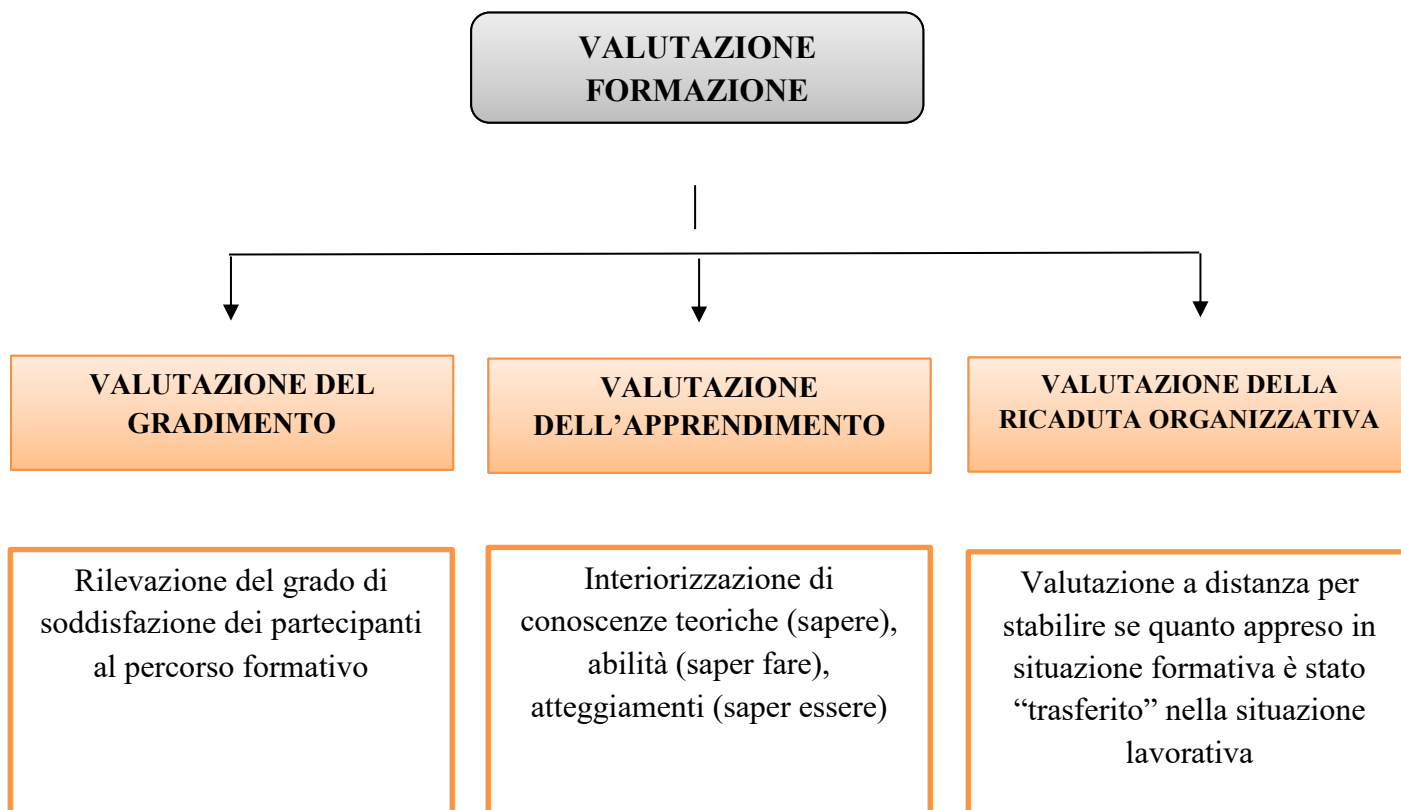 VALUTAZIONE
FORMAZIONE
VALUTAZIONE DEL
GRADIMENTO
VALUTAZIONE
DELL’APPRENDIMENTO
VALUTAZIONE DELLA
RICADUTA ORGANIZZATIVA
Rilevazione del grado di
soddisfazione dei partecipanti
al percorso formativo
Interiorizzazione di
conoscenze teoriche (sapere),
abilità (saper fare),
atteggiamenti (saper essere)
Valutazione a distanza per
stabilire se quanto appreso in
situazione formativa è stato
“trasferito” nella situazione
lavorativa